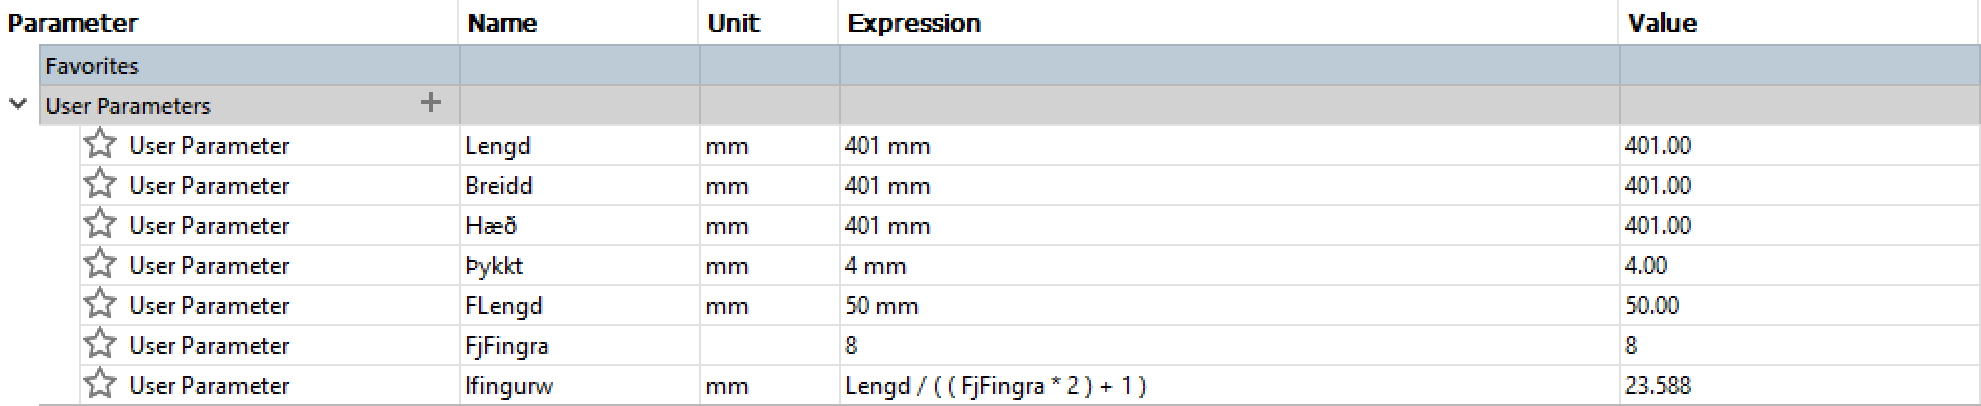 Parameter Name Unit Expression Value
Favorites
User Parameters +
User Parameter Lengd mm 401 mm 401.00
User Parameter Breidd mm 401 mm 401.00
User Parameter Hæð mm 401 mm 401.00
User Parameter Þykkt mm 4 mm 4.00
User Parameter FLengd mm 50 mm 50.00
User Parameter FjFingra 8 8
User Parameter lfingurw mm Lengd / ( ( FjFingra * 2 ) + 1 ) 23.588